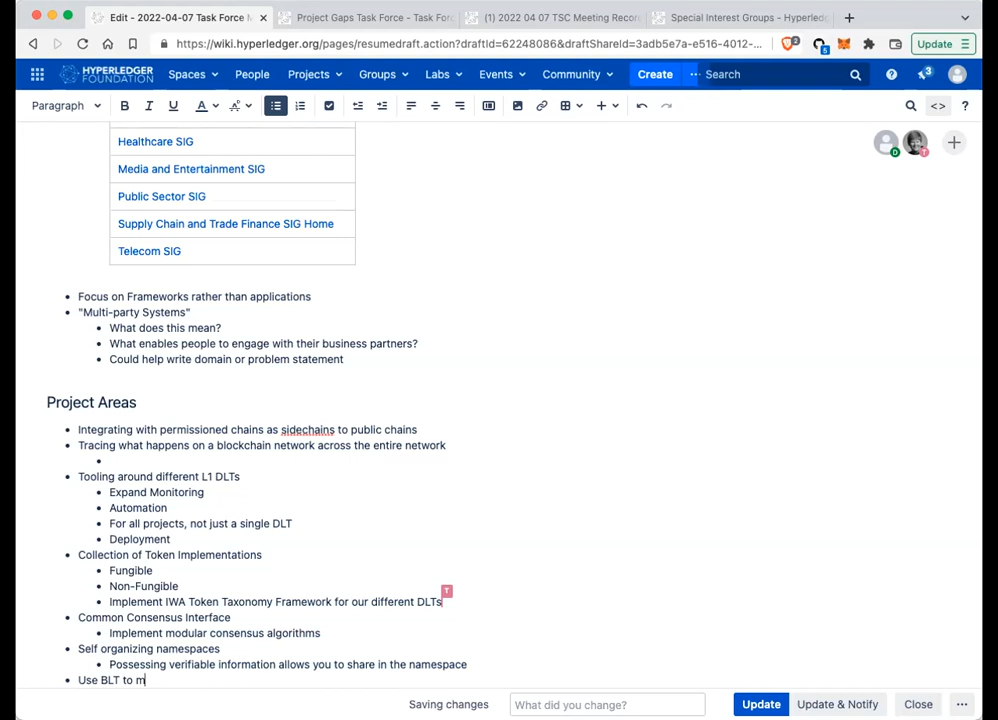 Edit - 2022-04-07 Task Force M
Project Gaps Task Force - Task For
(1) 2022 04 07 TSC Meeting Record
Special Interest Groups - Hyperledg
https://wiki.hyperledger.org/pages/resumedraft.action?draftId=62248086&draftShareId=3adb5e7a-e516-4012-...
2
5
Update
HYPERLEDGER FOUNDATION
Spaces
People
Projects
Groups
Labs
Events
Community
Create
Search
3
Paragraph
B I U A
<> ?
Healthcare SIG
Media and Entertainment SIG
Public Sector SIG
Supply Chain and Trade Finance SIG Home
Telecom SIG
D
T
Focus on Frameworks rather than applications
"Multi-party Systems"
What does this mean?
What enables people to engage with their business partners?
Could help write domain or problem statement
Project Areas
Integrating with permissioned chains as sidechains to public chains
Tracing what happens on a blockchain network across the entire network
Tooling around different L1 DLTs
Expand Monitoring
Automation
For all projects, not just a single DLT
Deployment
Collection of Token Implementations
Fungible
Non-Fungible
T
Implement IWA Token Taxonomy Framework for our different DLTs
Common Consensus Interface
Implement modular consensus algorithms
Self organizing namespaces
Possessing verifiable information allows you to share in the namespace
Use BLT to m
Saving changes
What did you change?
Update
Update & Notify
Close